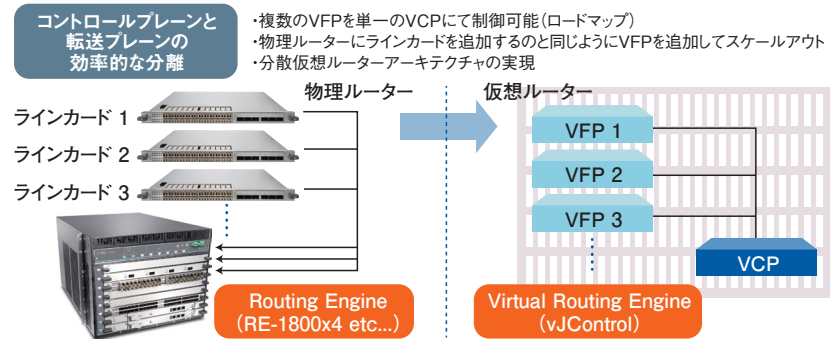 コントロールプレーンと
転送プレーンの
効率的な分離
・複数のVFPを単一のVCPにて制御可能（ロードマップ）
・物理ルーターにラインカードを追加するのと同じようにVFPを追加してスケールアウト
・分散仮想ルーターアーキテクチャの実現
物理ルーター
仮想ルーター
ラインカード 1
ラインカード 2
ラインカード 3
VFP 1
VFP 2
VFP 3
VCP
Routing Engine
（RE-1800x4 etc...）
Virtual Routing Engine
（vJControl）